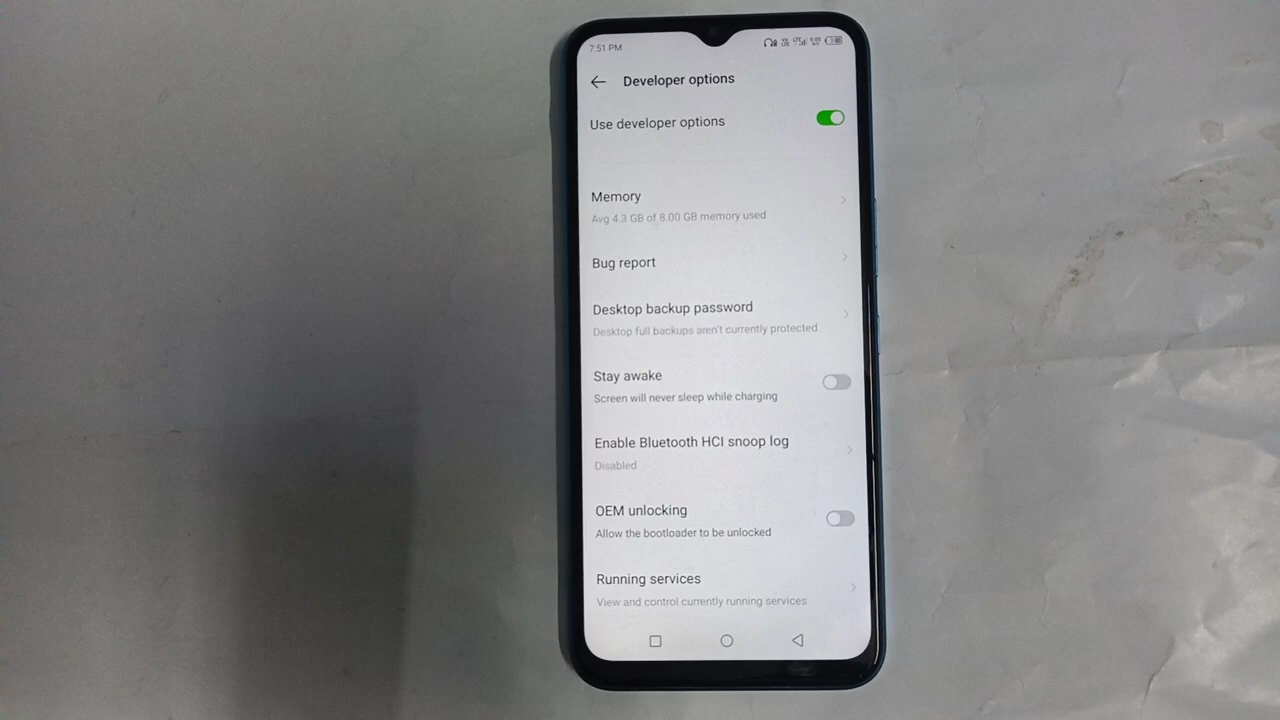 7:51 PM
Developer options
Use developer options
Memory
Avg 4.3 GB of 8.00 GB memory used
Bug report
Desktop backup password
Desktop full backups aren't currently protected
Stay awake
Screen will never sleep while charging
Enable Bluetooth HCI snoop log
Disabled
OEM unlocking
Allow the bootloader to be unlocked
Running services
View and control currently running services